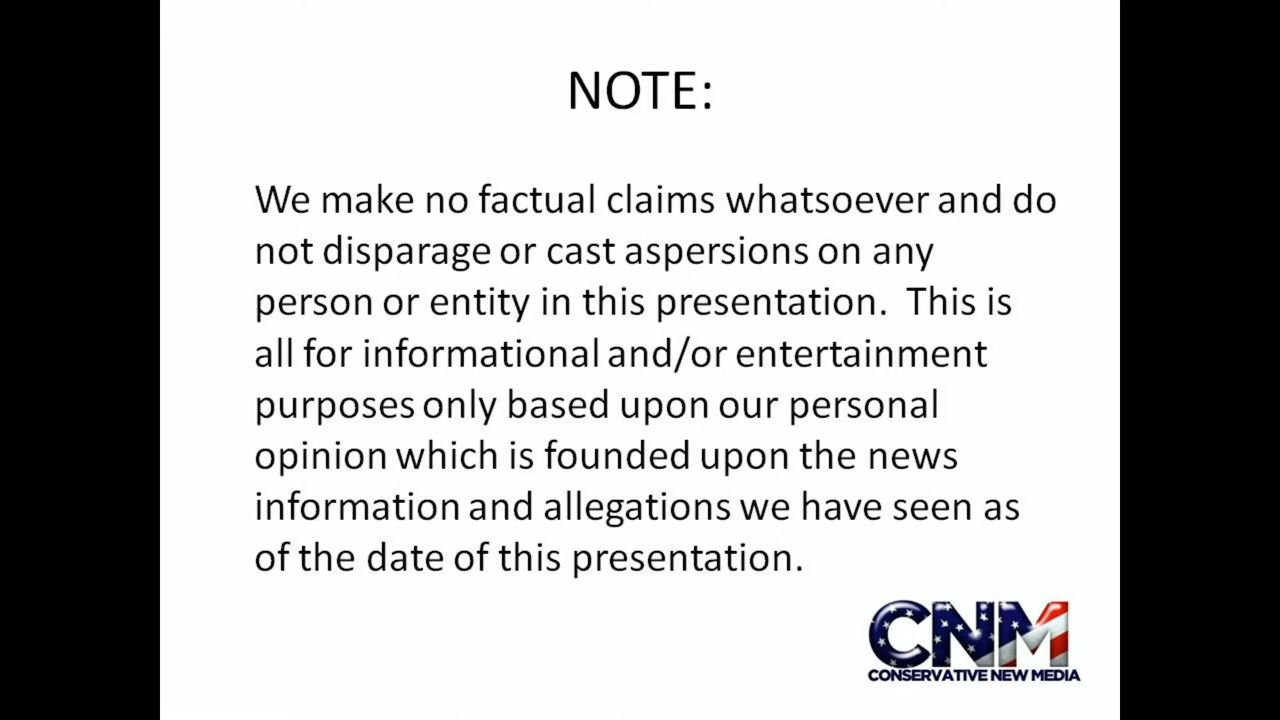 NOTE:
We make no factual claims whatsoever and do
not disparage or cast aspersions on any
person or entity in this presentation.  This is
all for informational and/or entertainment
purposes only based upon our personal
opinion which is founded upon the news
information and allegations we have seen as
of the date of this presentation.
CNM
CONSERVATIVE NEW MEDIA